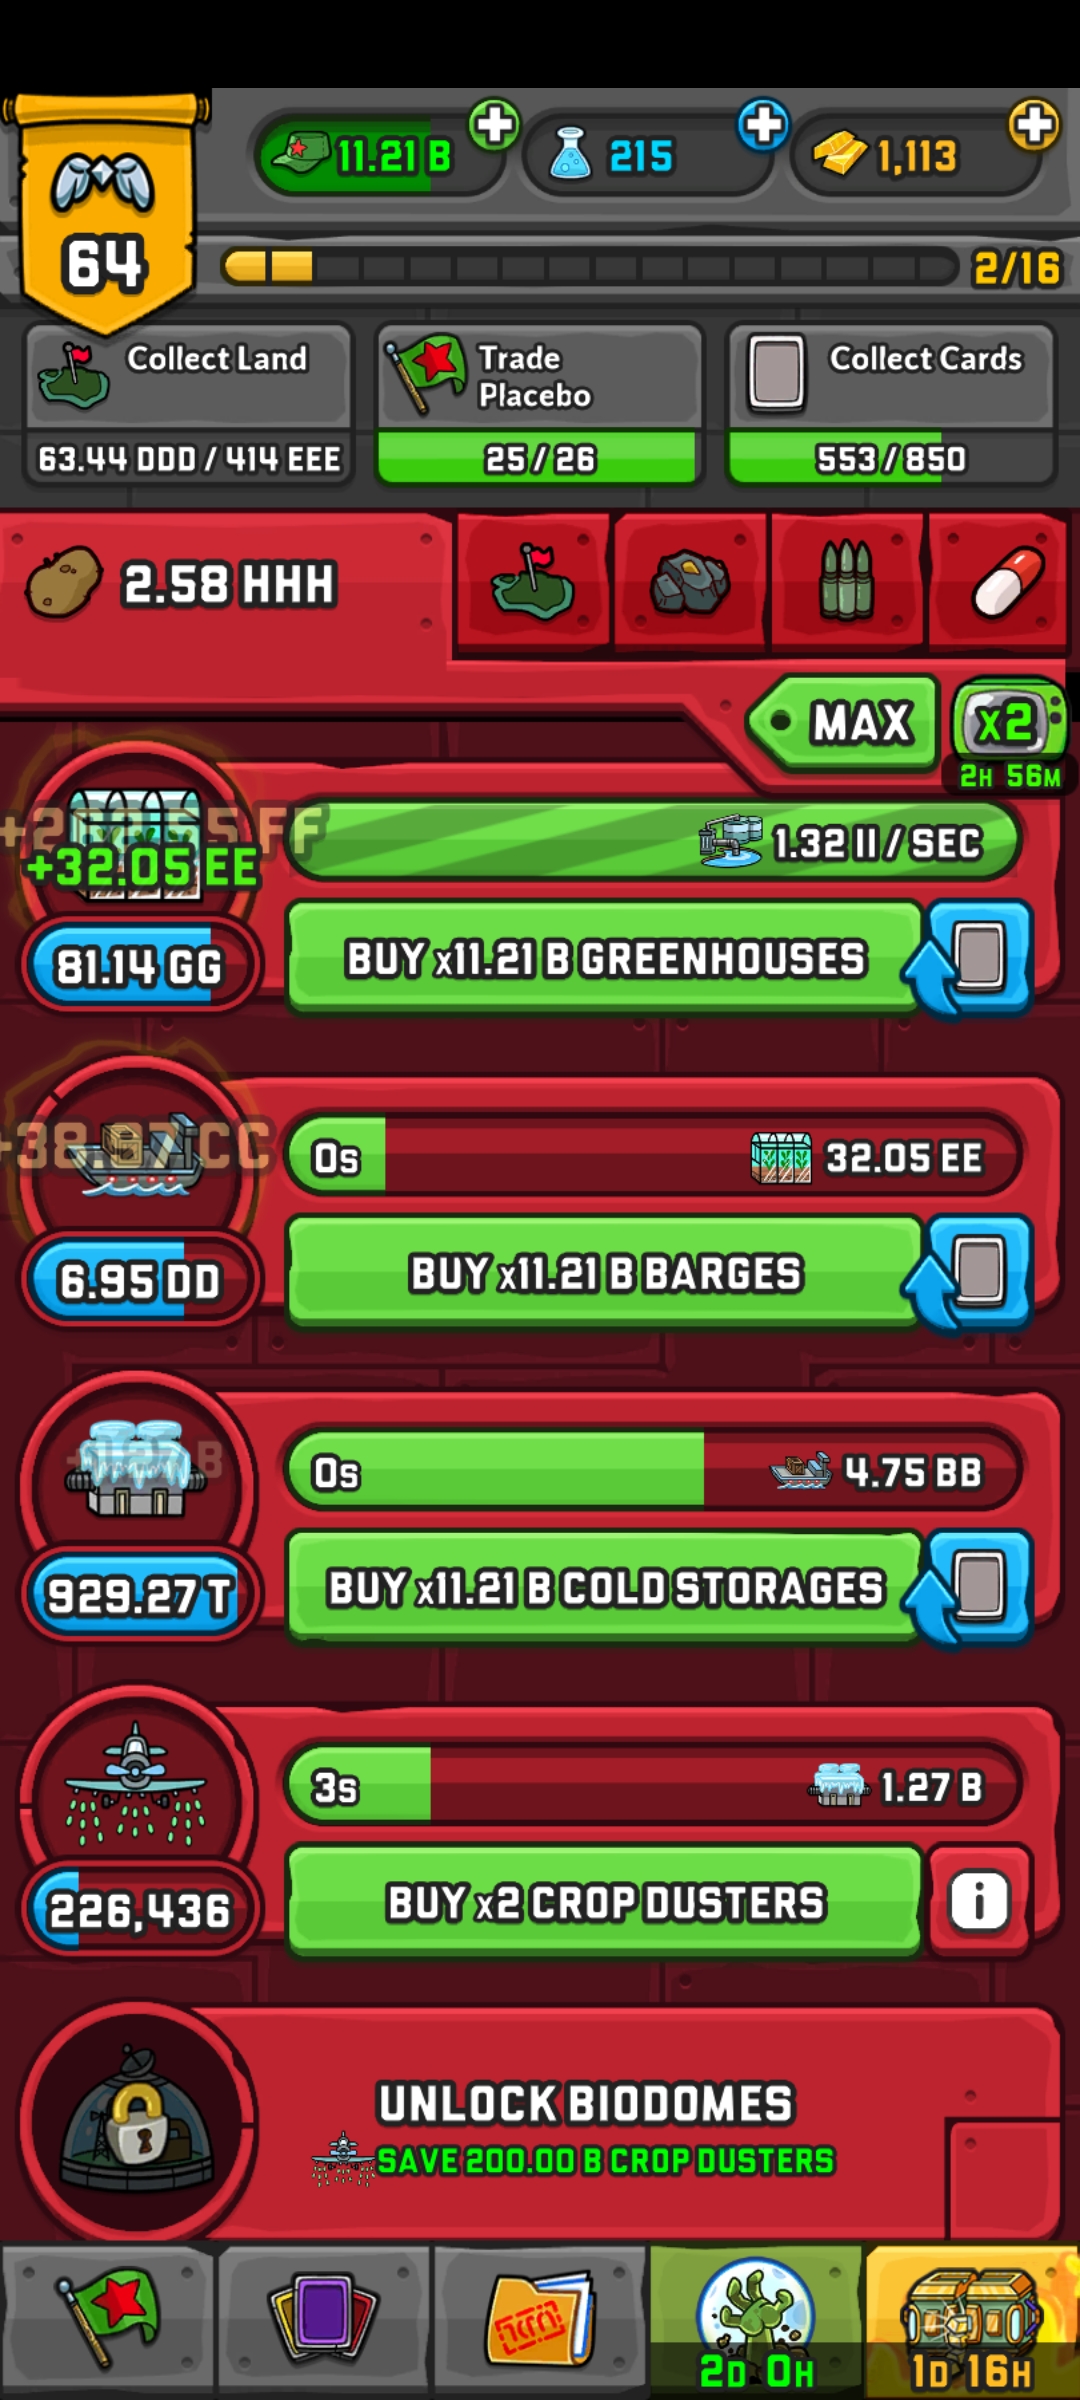 64
11.21 B
215
1,113
2/16
Collect Land
63.44 DDD / 414 EEE
Trade
Placebo
25 / 26
Collect Cards
553 / 850
2.58 HHH
MAX
x2
2H 56M
+32.05 EE
1.32 II / SEC
81.14 GG
BUY x11.21 B GREENHOUSES
0s
32.05 EE
6.95 DD
BUY x11.21 B BARGES
0s
4.75 BB
929.27 T
BUY x11.21 B COLD STORAGES
3s
1.27 B
226,436
BUY x2 CROP DUSTERS
i
UNLOCK BIODOMES
SAVE 200.00 B CROP DUSTERS
2D 0H
1D 16H